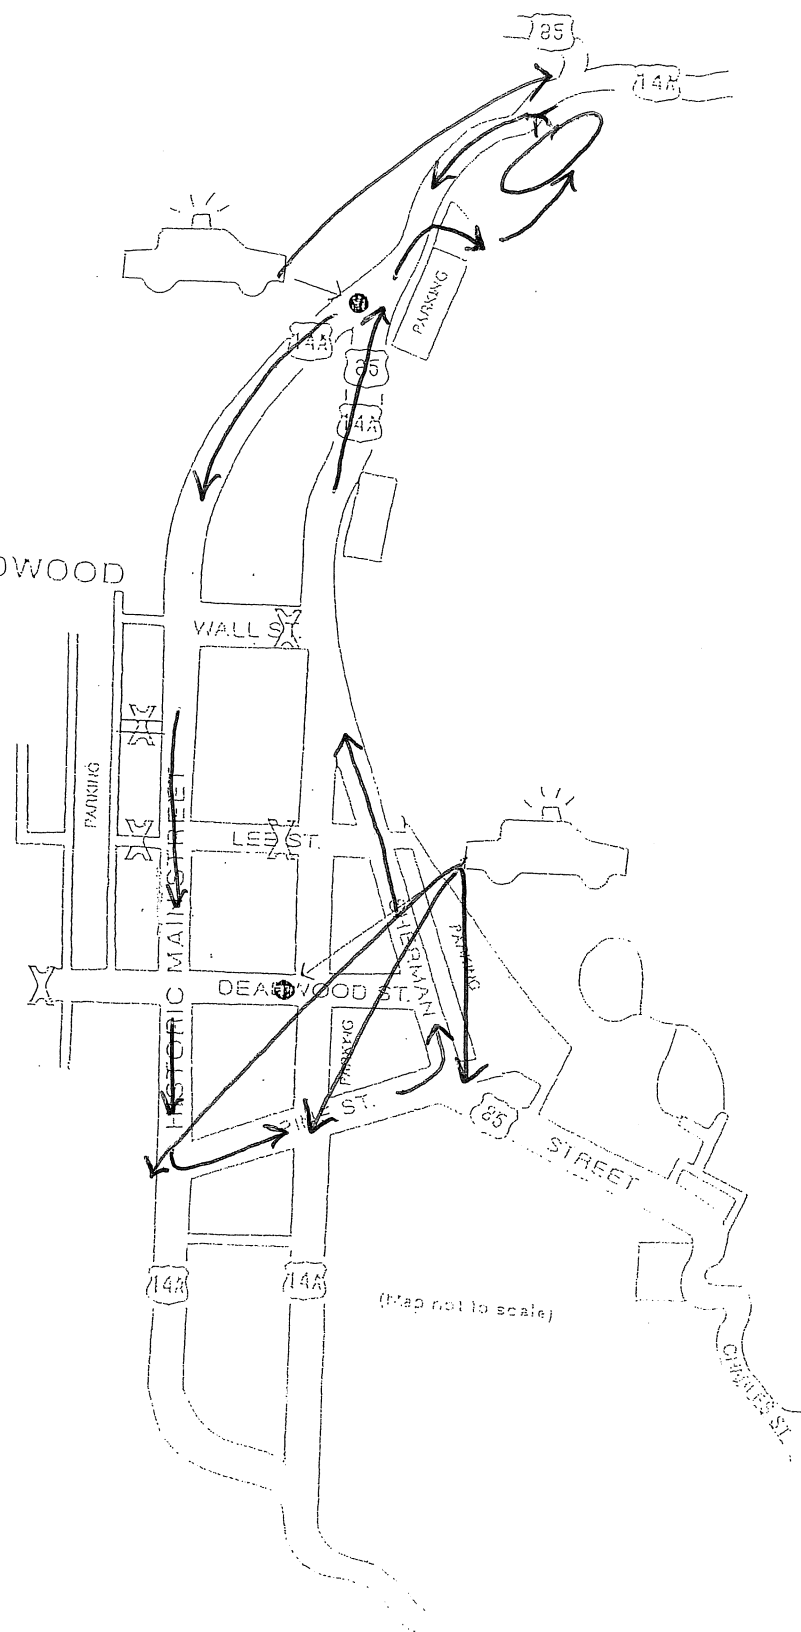 85
14A
PARKING
14A
85
14A
DWOOD
WALL ST.
PARKING
LEE ST.
HISTORIC MAIN STREET
SHERMAN
PARKING
DEADWOOD ST.
PARKING
PINE ST.
85
STREET
14A
14A
(Map not to scale)
CHARLES ST.